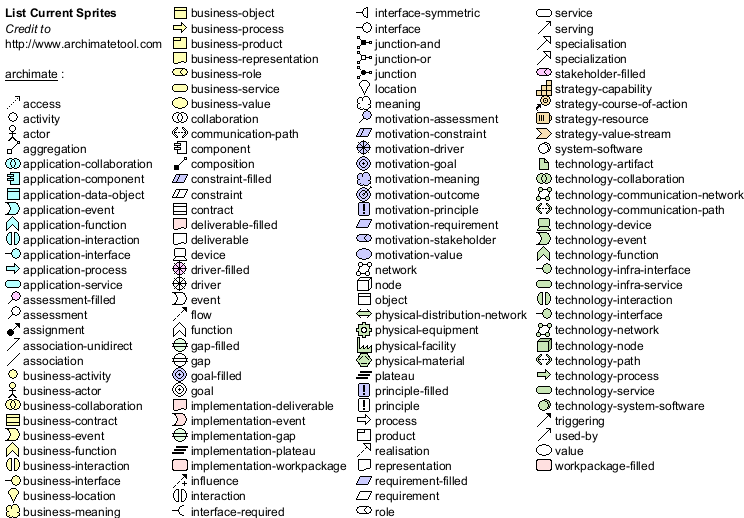 List Current Sprites
Credit to
http://www.archimatetool.com
archimate :
access
activity
actor
aggregation
application-collaboration
application-component
application-data-object
application-event
application-function
application-interaction
application-interface
application-process
application-service
assessment-filled
assessment
assignment
association-unidirect
association
business-activity
business-actor
business-collaboration
business-contract
business-event
business-function
business-interaction
business-interface
business-location
business-meaning
business-object
business-process
business-product
business-representation
business-role
business-service
business-value
collaboration
communication-path
component
composition
constraint-filled
constraint
contract
deliverable-filled
deliverable
device
driver-filled
driver
event
flow
function
gap-filled
gap
goal-filled
goal
implementation-deliverable
implementation-event
implementation-gap
implementation-plateau
implementation-workpackage
influence
interaction
interface-required
interface-symmetric
interface
junction-and
junction-or
junction
location
meaning
motivation-assessment
motivation-constraint
motivation-driver
motivation-goal
motivation-meaning
motivation-outcome
motivation-principle
motivation-requirement
motivation-stakeholder
motivation-value
network
node
object
physical-distribution-network
physical-equipment
physical-facility
physical-material
plateau
principle-filled
principle
process
product
realisation
representation
requirement-filled
requirement
role
service
serving
specialisation
specialization
stakeholder-filled
strategy-capability
strategy-course-of-action
strategy-resource
strategy-value-stream
system-software
technology-artifact
technology-collaboration
technology-communication-network
technology-communication-path
technology-device
technology-event
technology-function
technology-infra-interface
technology-infra-service
technology-interaction
technology-interface
technology-network
technology-node
technology-path
technology-process
technology-service
technology-system-software
triggering
used-by
value
workpackage-filled